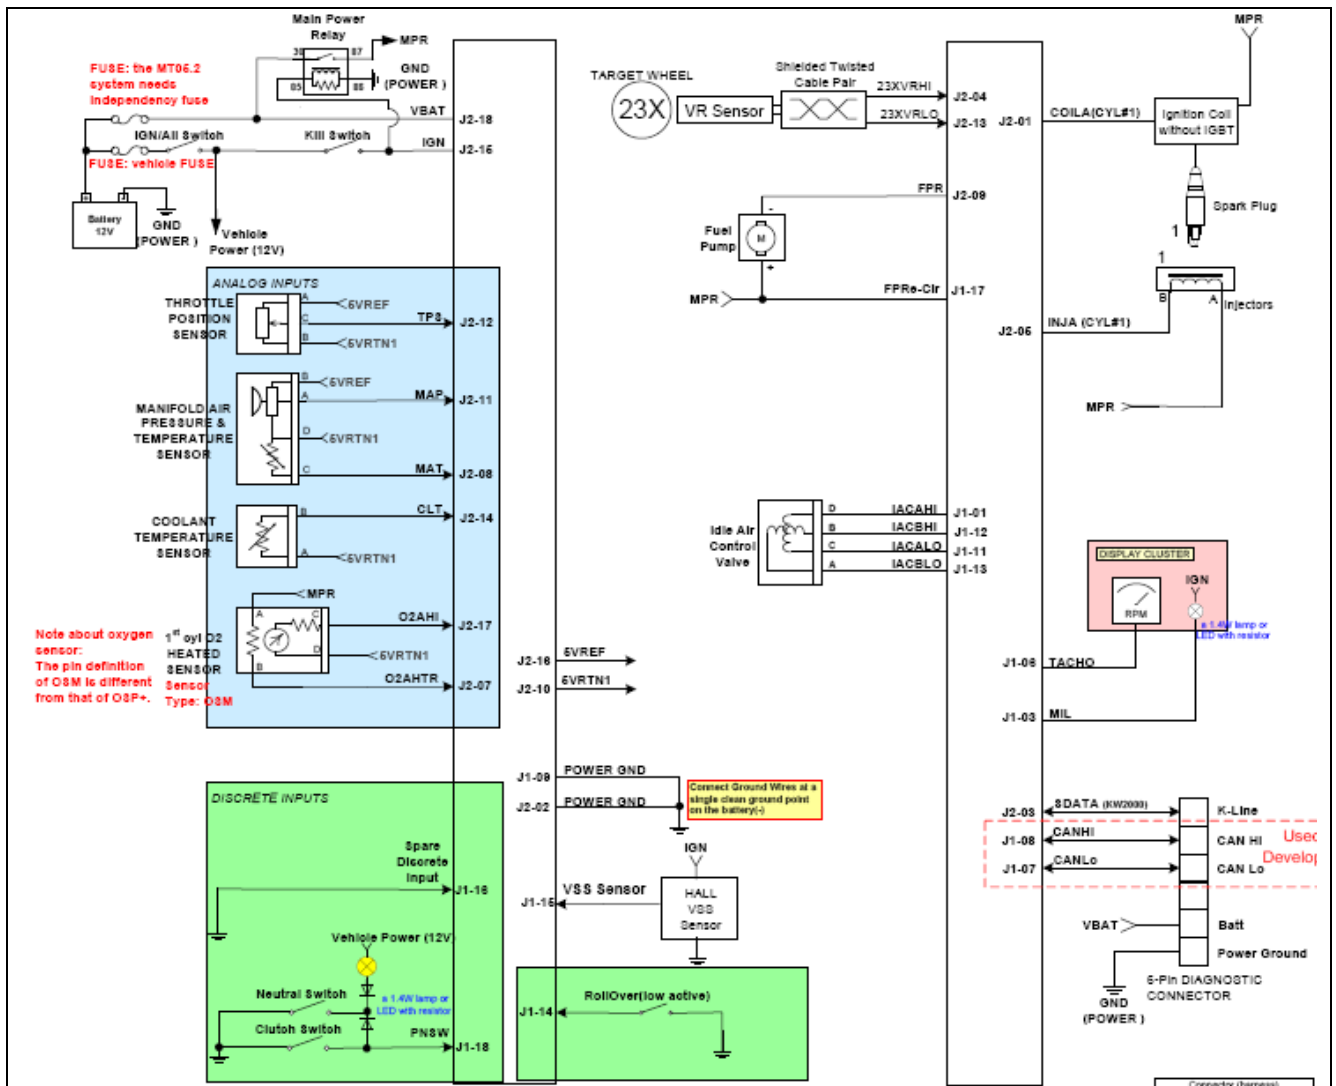 Main Power
Relay
30
87
MPR
85
86
GND
(POWER )
FUSE: the MT05.2
system needs
Independency fuse
VBAT
J2-18
IGN/All Switch
Kill Switch
IGN
J2-15
FUSE: vehicle FUSE
Battery
12V
GND
(POWER )
Vehicle
Power (12V)
ANALOG INPUTS
THROTTLE
POSITION
SENSOR
A
5VREF
C
TPS
J2-12
B
5VRTN1
MANIFOLD AIR
PRESSURE &
TEMPERATURE
SENSOR
B
5VREF
A
MAP
J2-11
D
5VRTN1
C
MAT
J2-08
COOLANT
TEMPERATURE
SENSOR
B
CLT
J2-14
A
5VRTN1
MPR
1st cyl O2
HEATED
SENSOR
Sensor
Type: OSM
A
C
O2AHI
J2-17
D
5VRTN1
B
O2AHTR
J2-07
Note about oxygen
sensor:
The pin definition
of OSM is different
from that of OSP+.
J2-16
5VREF
J2-10
5VRTN1
J1-09
POWER GND
J2-02
POWER GND
Connect Ground Wires at a
single clean ground point
on the battery(-)
DISCRETE INPUTS
Spare
Discrete
Input
J1-16
Vehicle Power (12V)
Neutral Switch
a 1.4W lamp or
LED with resistor
Clutch Switch
PNSW
J1-18
IGN
J1-15
VSS Sensor
HALL
VSS
Sensor
RollOver(low active)
J1-14
TARGET WHEEL
23X
VR Sensor
Shielded Twisted
Cable Pair
23XVRHI
J2-04
23XVRLO
J2-13
FPR
J2-09
Fuel
Pump
-
M
+
MPR
FPRe-Cir
J1-17
Idle Air
Control
Valve
D
IACAHI
J1-01
B
IACBHI
J1-12
C
IACALO
J1-11
A
IACBLO
J1-13
MPR
J2-01
COILA(CYL#1)
Ignition Coil
without IGBT
Spark Plug
1
1
B
A
Injectors
J2-05
INJA (CYL#1)
MPR
DISPLAY CLUSTER
RPM
IGN
a 1.4W lamp or
LED with resistor
J1-06
TACHO
J1-03
MIL
J2-03
SDATA (KW2000)
K-Line
J1-08
CANHI
CAN Hi
Used
J1-07
CANLo
CAN Lo
Develop
VBAT
Batt
Power Ground
GND
(POWER )
6-Pin DIAGNOSTIC
CONNECTOR